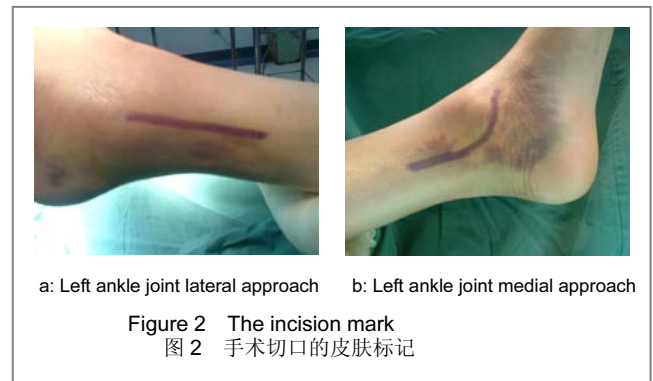 a: Left ankle joint lateral approach
b: Left ankle joint medial approach
Figure 2 The incision mark
图 2 手术切口的皮肤标记